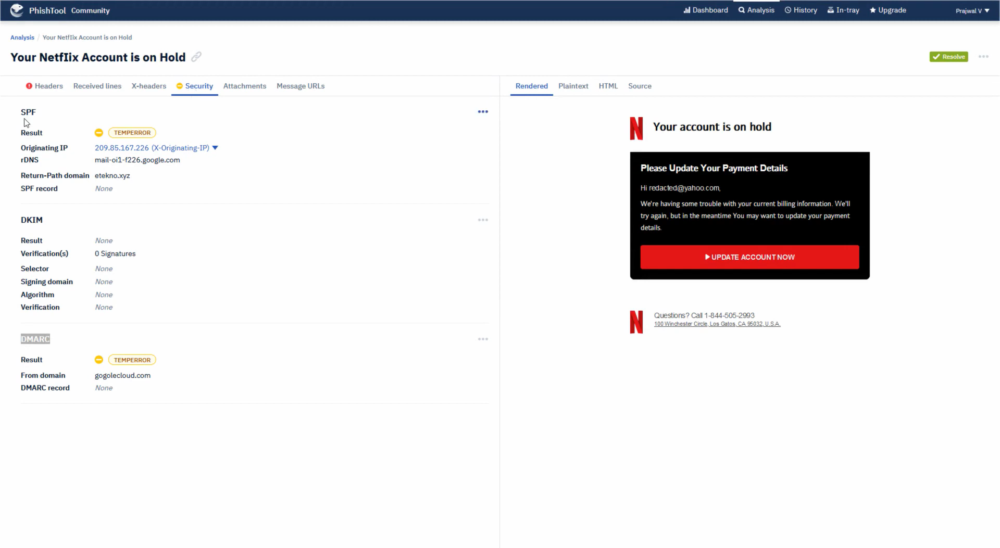 PhishTool Community
Dashboard Analysis History In-tray Upgrade Prajwal V
Analysis / Your NetfIix Account is on Hold
Your NetfIix Account is on Hold
Resolve
Headers Received lines X-headers Security Attachments Message URLs
SPF
Result TEMPERROR
Originating IP 209.85.167.226 (X-Originating-IP)
rDNS mail-oi1-f226.google.com
Return-Path domain etekno.xyz
SPF record None
DKIM
Result None
Verification(s) 0 Signatures
Selector None
Signing domain None
Algorithm None
Verification None
DMARC
Result TEMPERROR
From domain gogolecloud.com
DMARC record None
Rendered Plaintext HTML Source
N Your account is on hold
Please Update Your Payment Details
Hi redacted@yahoo.com,
We're having some trouble with your current billing information. We'll
try again, but in the meantime You may want to update your payment
details.
UPDATE ACCOUNT NOW
N Questions? Call 1-844-505-2993
100 Winchester Circle, Los Gatos, CA 95032, U.S.A.